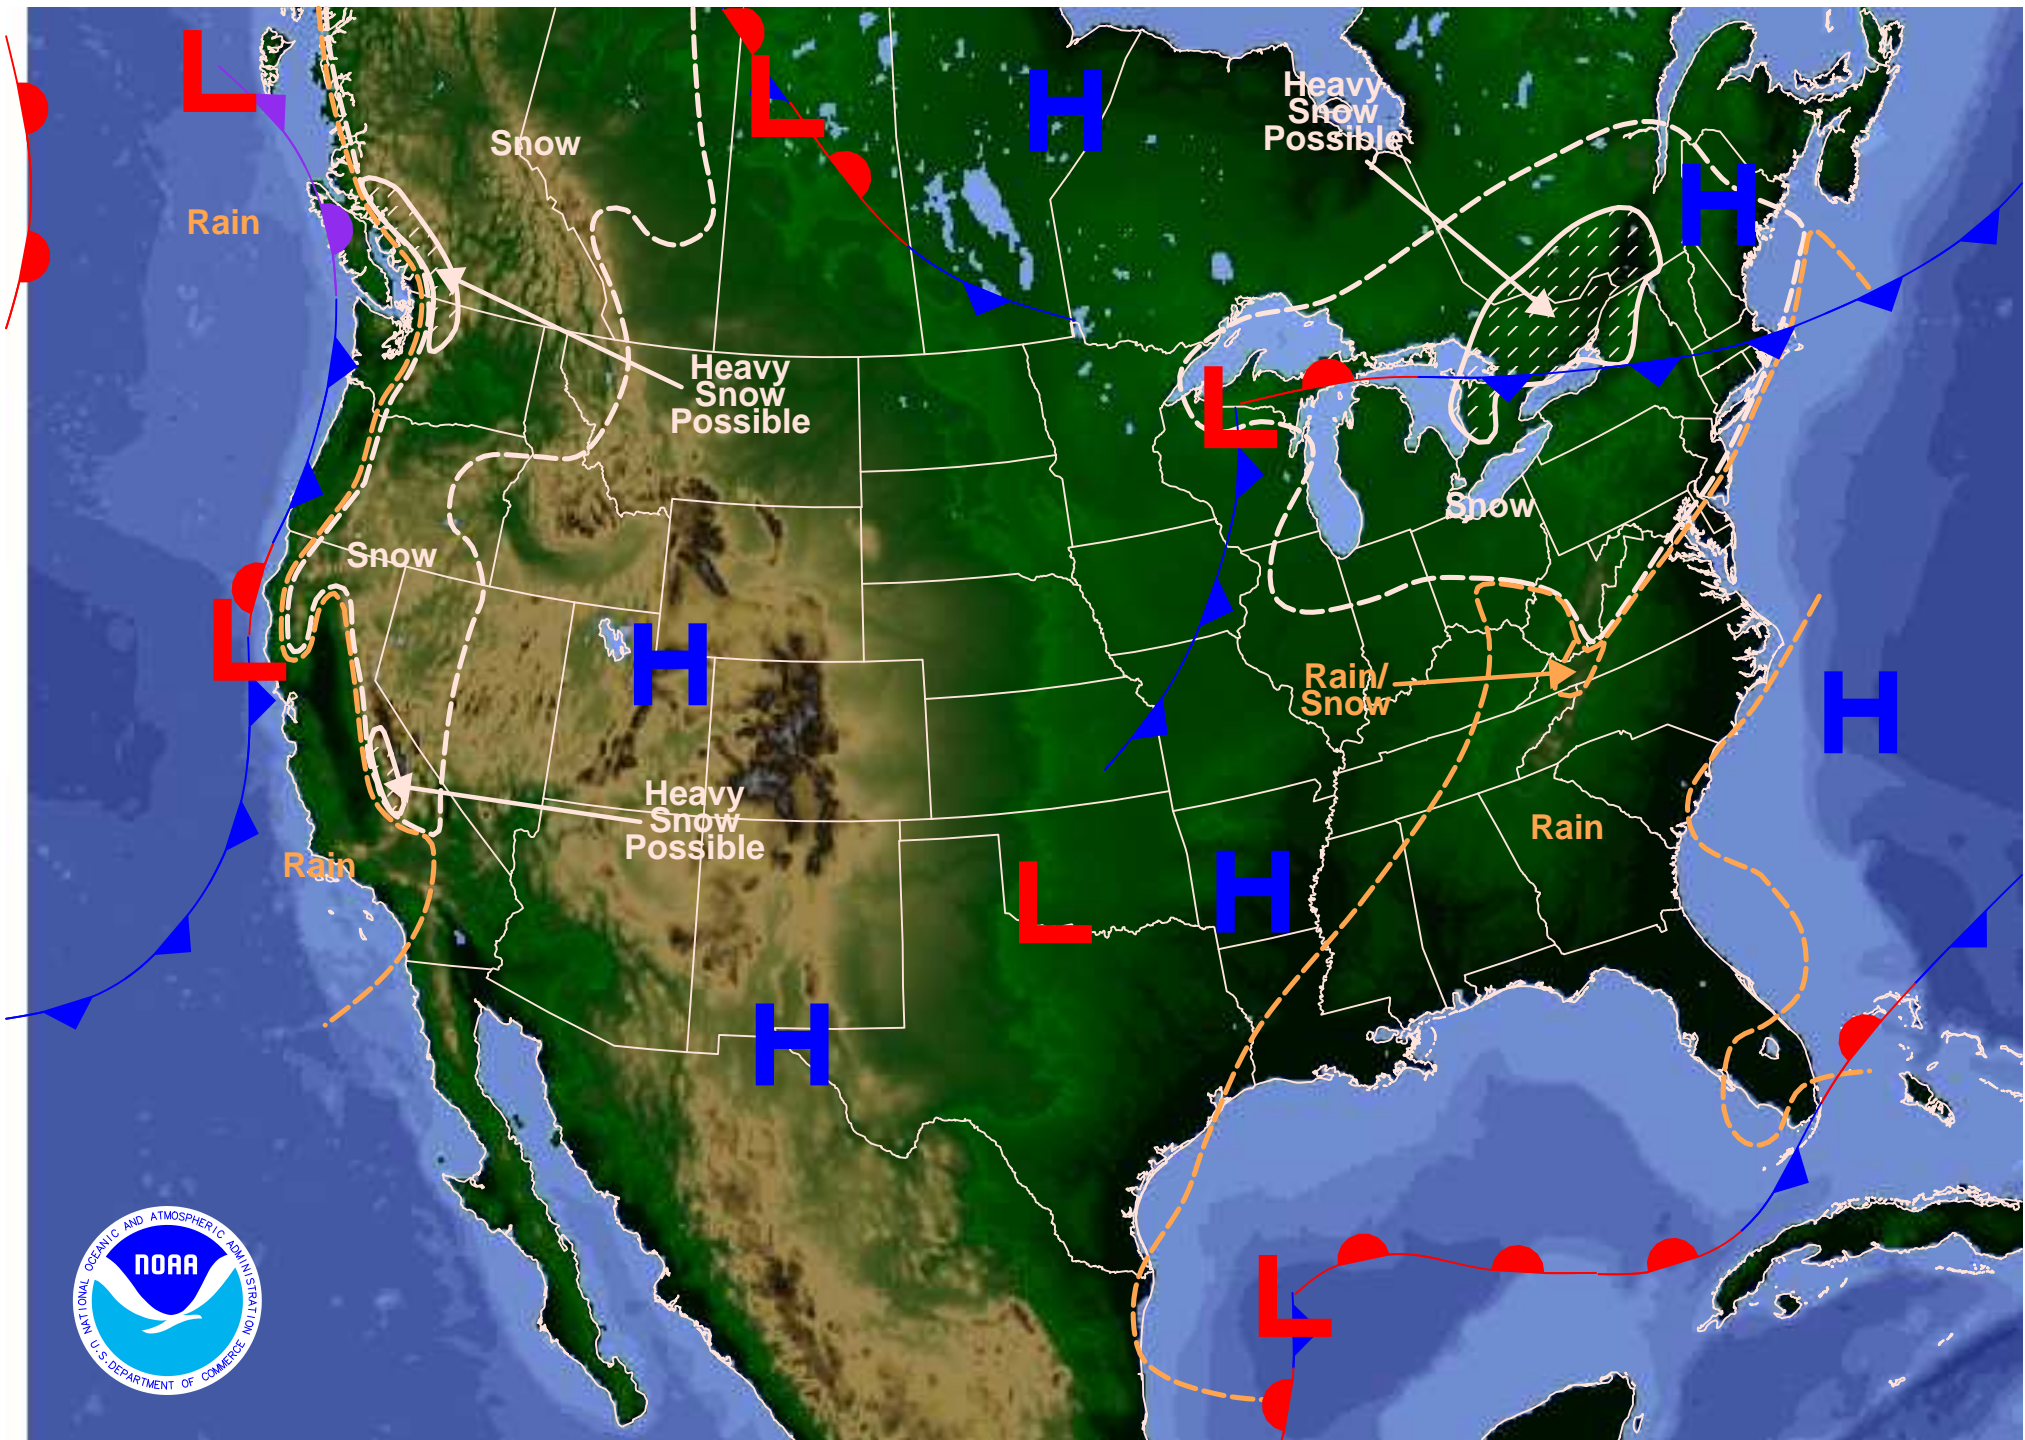 L
L
H
Heavy
Snow
Possible
Snow
H
Rain
Heavy
Snow
Possible
L
Snow
Snow
L
H
Rain/
Snow
H
Heavy
Snow
Possible
Rain
Rain
L
H
H
L
NATIONAL OCEANIC AND ATMOSPHERIC ADMINISTRATION
NOAA
U.S. DEPARTMENT OF COMMERCE